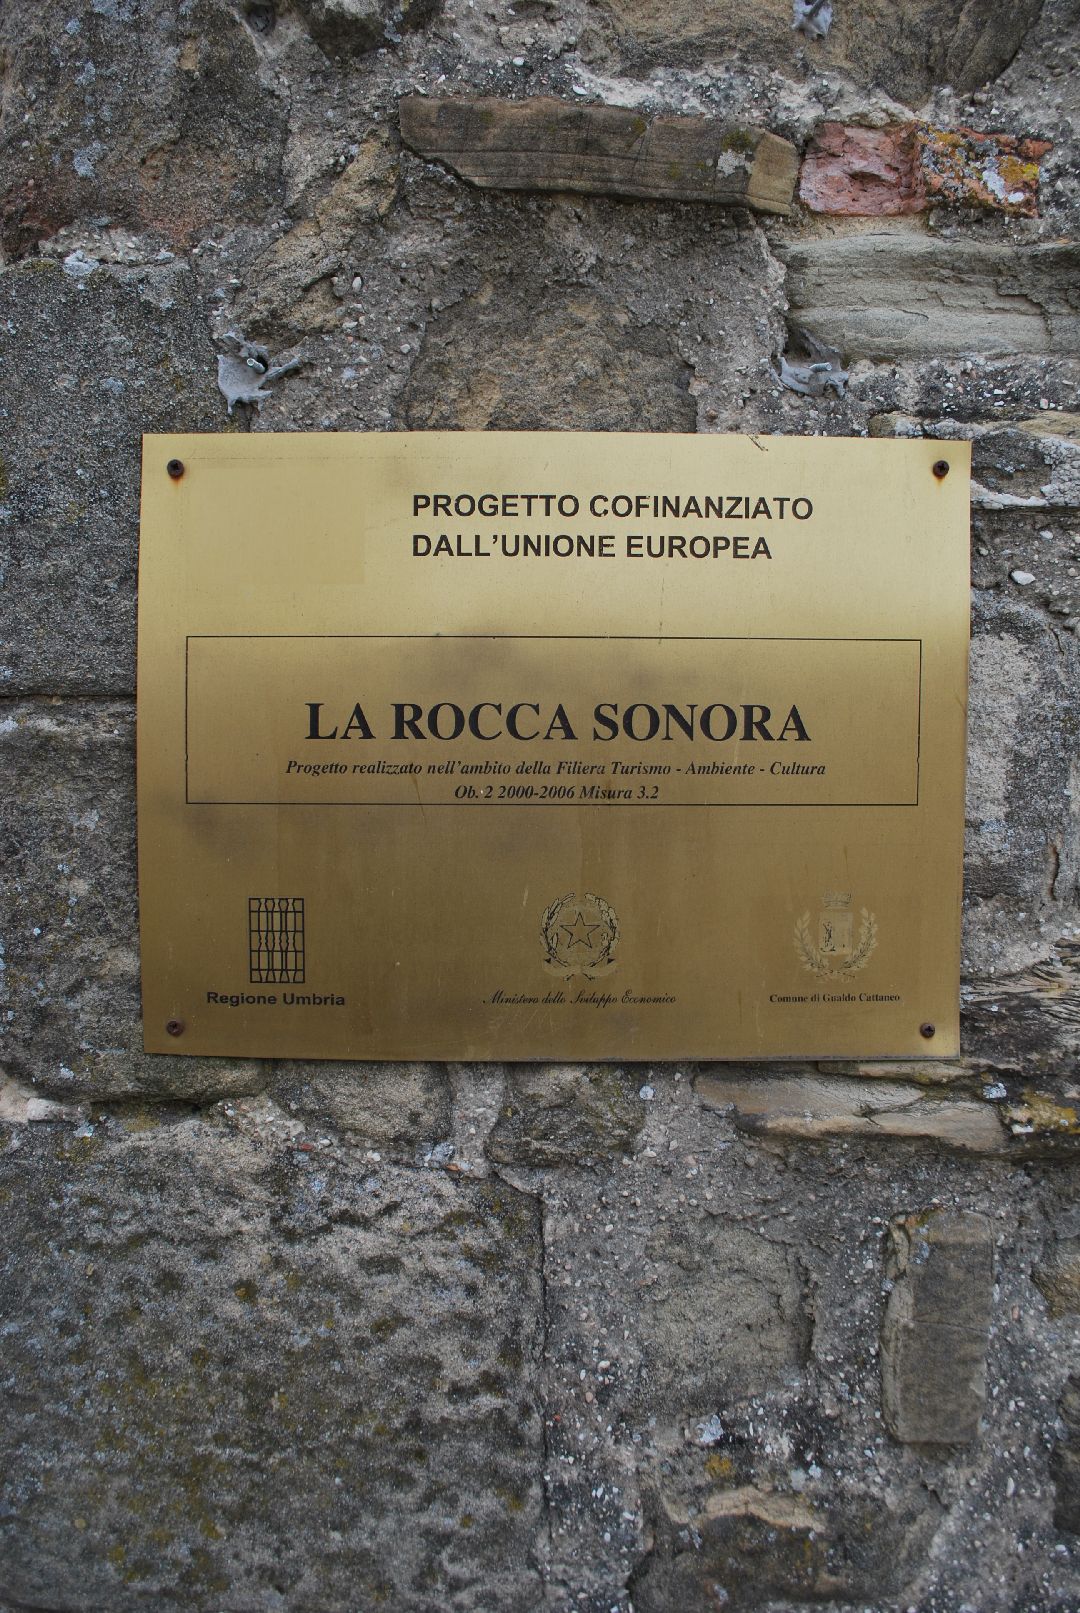 PROGETTO COFINANZIATO
DALL'UNIONE EUROPEA
LA ROCCA SONORA
Progetto realizzato nell'ambito della Filiera Turismo - Ambiente - Cultura
Ob. 2 2000-2006 Misura 3.2
Regione Umbria
Ministero dello Sviluppo Economico
Comune di Gualdo Cattaneo